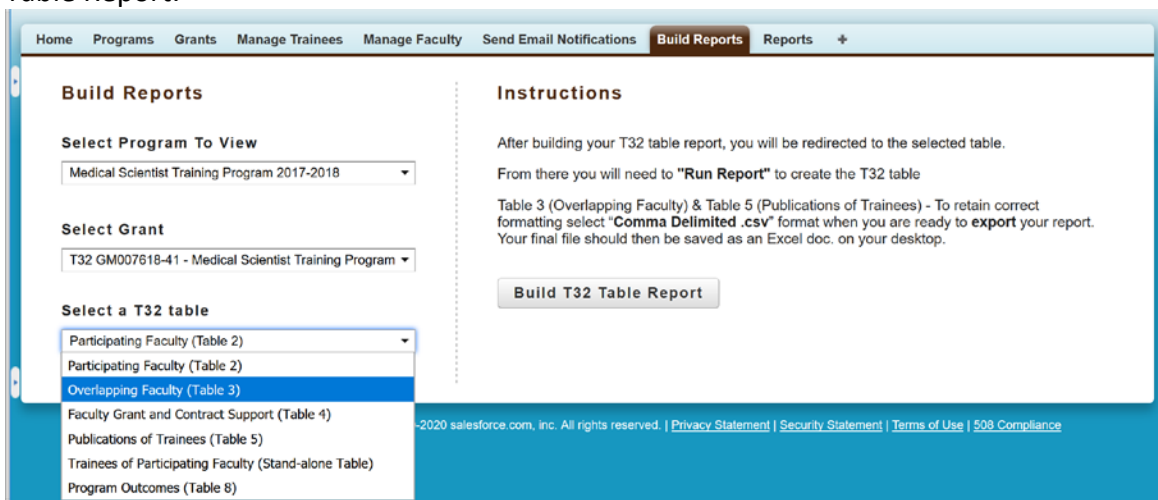 Home Programs Grants Manage Trainees Manage Faculty Send Email Notifications Build Reports Reports +
Build Reports
Select Program To View
Medical Scientist Training Program 2017-2018
Select Grant
T32 GM007618-41 - Medical Scientist Training Program
Select a T32 table
Participating Faculty (Table 2)
Participating Faculty (Table 2)
Overlapping Faculty (Table 3)
Faculty Grant and Contract Support (Table 4)
Publications of Trainees (Table 5)
Trainees of Participating Faculty (Stand-alone Table)
Program Outcomes (Table 8)
Instructions
After building your T32 table report, you will be redirected to the selected table.
From there you will need to "Run Report" to create the T32 table
Table 3 (Overlapping Faculty) & Table 5 (Publications of Trainees) - To retain correct
formatting select “Comma Delimited .csv” format when you are ready to export your report.
Your final file should then be saved as an Excel doc. on your desktop.
Build T32 Table Report
-2020 salesforce.com, inc. All rights reserved. | Privacy Statement | Security Statement | Terms of Use | 508 Compliance